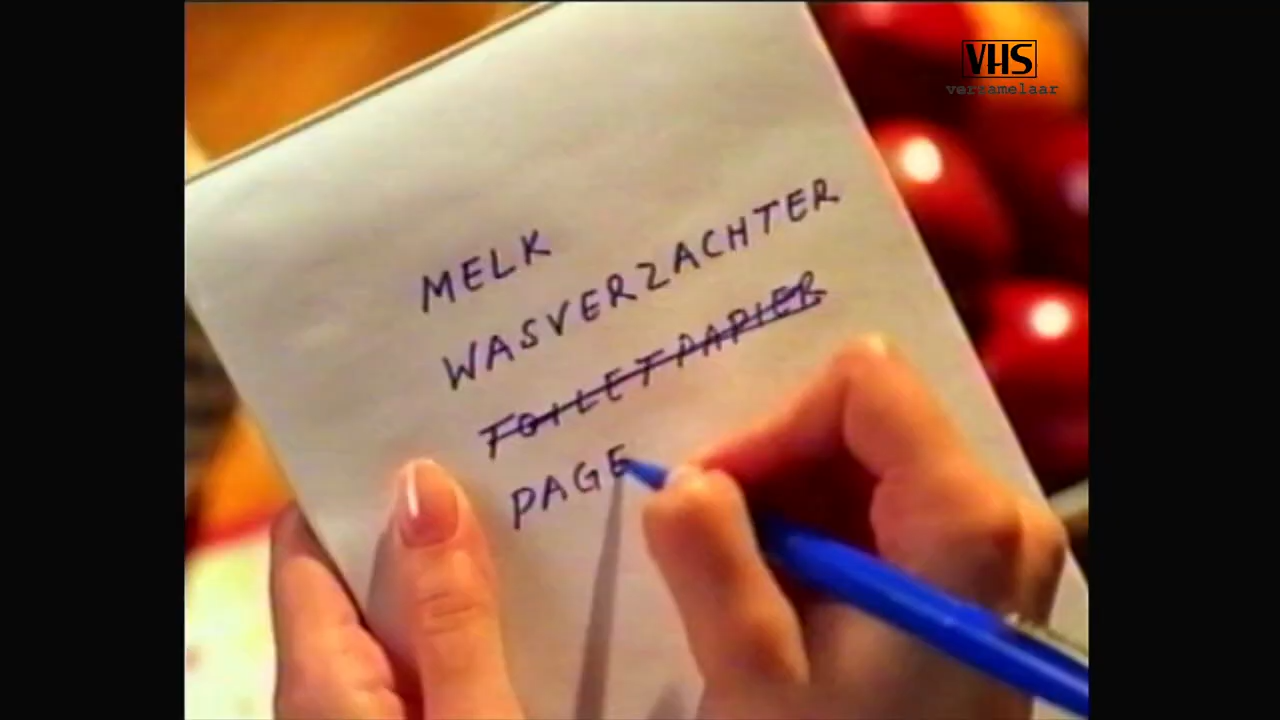 VHS
verzamelaar
MELK
WASVERZACHTER
TOILETPAPIER
PAGE